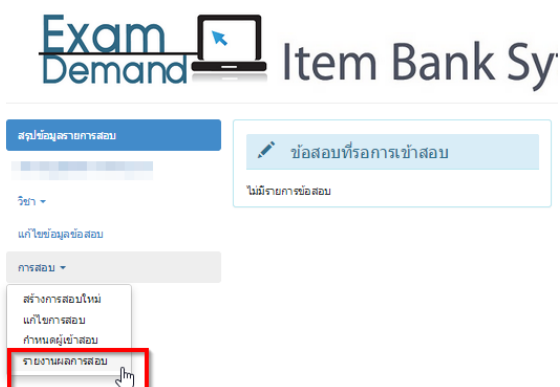 Exam
Demand
Item Bank Sy
สรุปข้อมูลรายการสอบ
ข้อสอบที่รอการเข้าสอบ
ไม่มีรายการข้อสอบ
วิชา
แก้ไขข้อมูลข้อสอบ
การสอบ
สร้างการสอบใหม่
แก้ไขการสอบ
กำหนดผู้เข้าสอบ
รายงานผลการสอบ